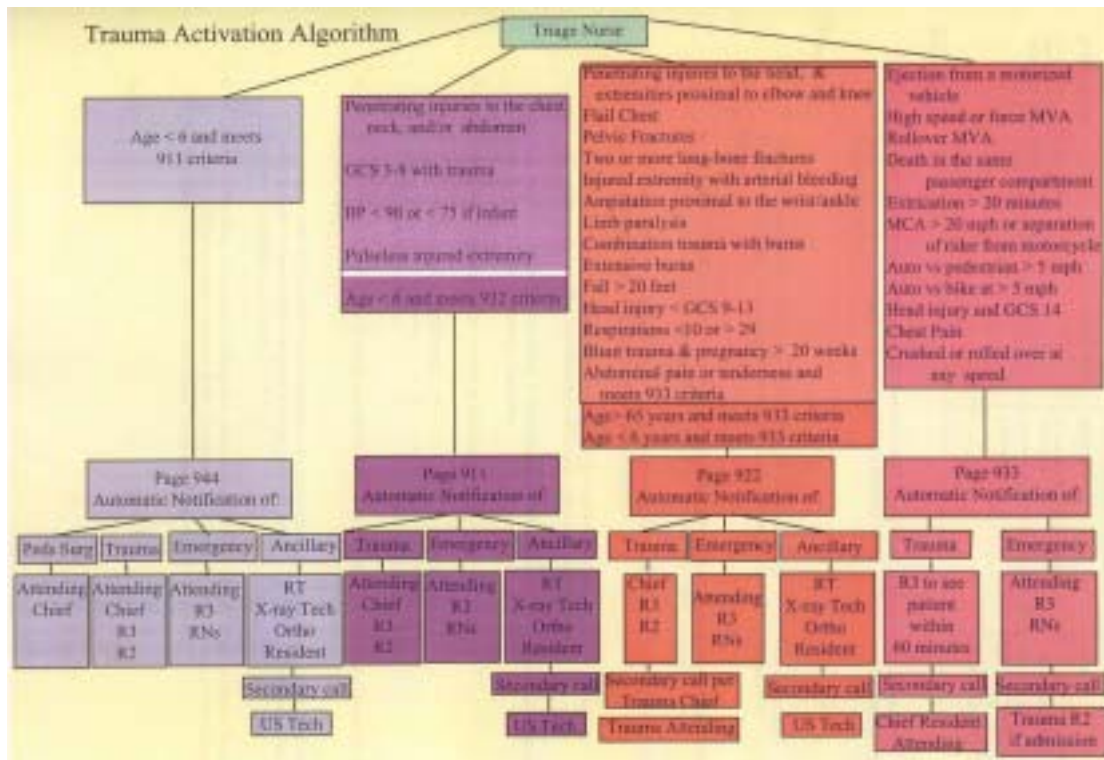 Trauma Activation Algorithm
Triage Nurse
Age < 6 and meets
911 criteria
Penetrating injuries to the chest
neck, and/or abdomen
GCS 3-8 with trauma
BP < 90 or < 75 if infant
Pulseless injured extremity
Age < 6 and meets 922 criteria
Penetrating injuries to the head, &
extremities proximal to elbow and knee
Flail Chest
Pelvic Fractures
Two or more long-bone fractures
Injured extremity with arterial bleeding
Amputation proximal to the wrist/ankle
Limb paralysis
Combination trauma with burns
Extensive burns
Fall > 20 feet
Head injury < GCS 9-13
Respirations <10 or > 29
Blunt trauma & pregnancy > 20 weeks
Abdominal pain or tenderness and
meets 933 criteria
Age> 65 years and meets 933 criteria
Age < 6 years and meets 933 criteria
Ejection from a motorized
vehicle
High speed or force MVA
Rollover MVA
Death in the same
passenger compartment
Extrication > 20 minutes
MCA > 20 mph or separation
of rider from motorcycle
Auto vs pedestrian > 5 mph
Auto vs bike at > 5 mph
Head injury and GCS 14
Chest Pain
Crushed or rolled over at
any speed
Page 944
Automatic Notification of:
Page 911
Automatic Notification of:
Page 922
Automatic Notification of:
Page 933
Automatic Notification of:
Peds Surg
Trauma
Emergency
Ancillary
Trauma
Emergency
Ancillary
Trauma
Emergency
Ancillary
Trauma
Emergency
Attending
Chief
Attending
Chief
R3
R2
Attending
R3
RNs
RT
X-ray Tech
Ortho
Resident
Attending
Chief
R3
R2
Attending
R3
RNs
RT
X-ray Tech
Ortho
Resident
Chief
R3
R2
Attending
R3
RNs
RT
X-ray Tech
Ortho
Resident
R3 to see
patient
within
60 minutes
Attending
R3
RNs
Secondary call
US Tech
Secondary call
US Tech
Secondary call per
Trauma Chief
Trauma Attending
Secondary call
US Tech
Secondary call
Chief Resident
Attending
Secondary call
Trauma R2
if admission